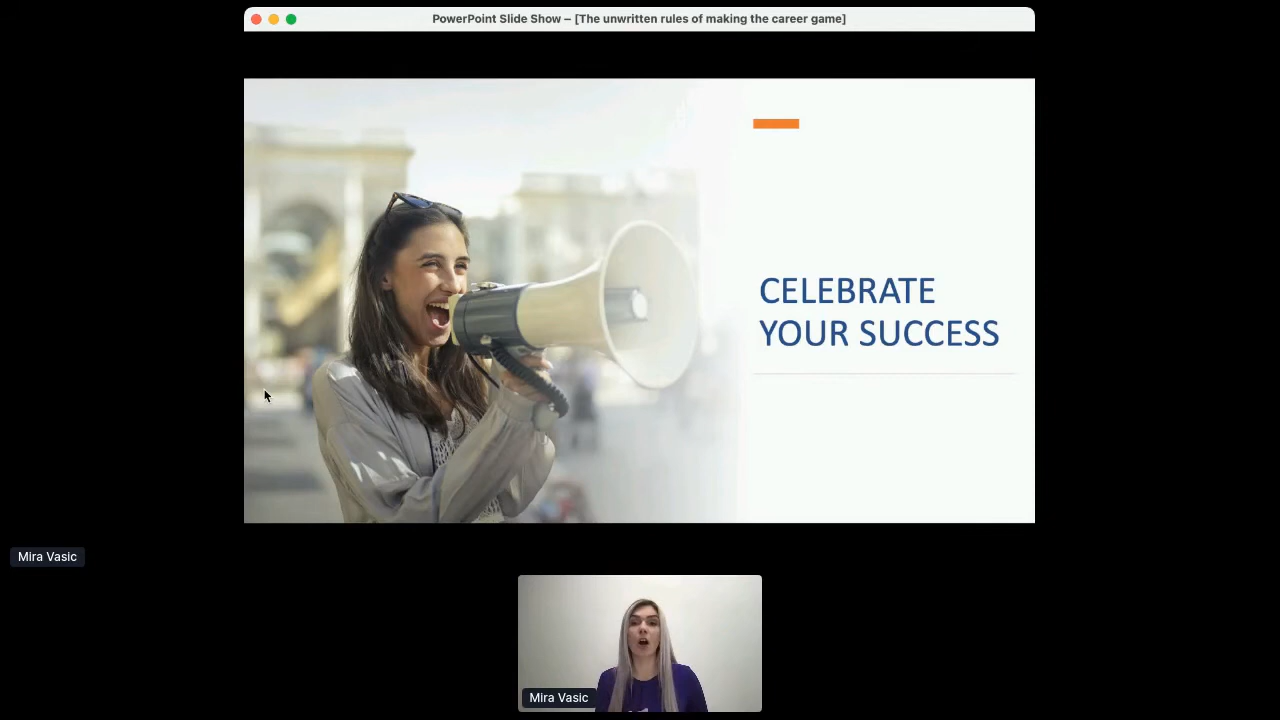 PowerPoint Slide Show – [The unwritten rules of making the career game]
CELEBRATE
YOUR SUCCESS
Mira Vasic
Mira Vasic